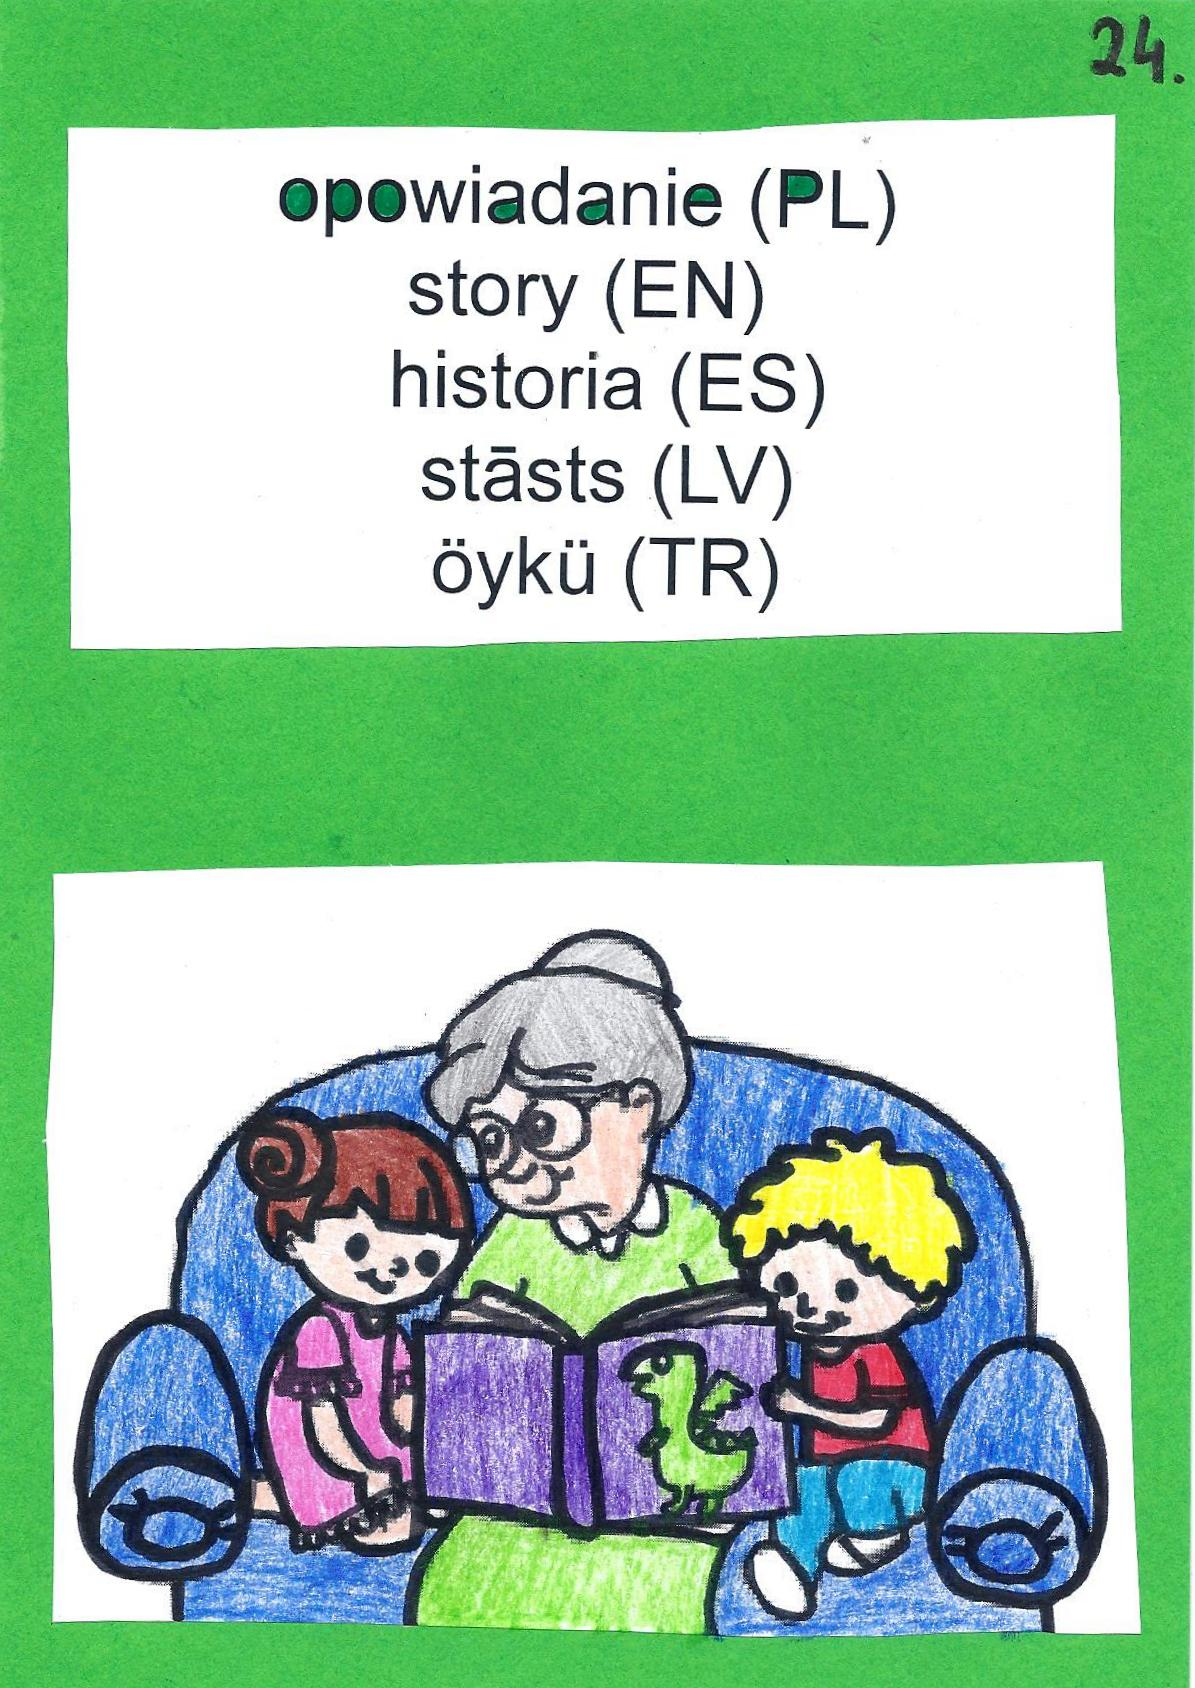 24.
opowiadanie (PL)
story (EN)
historia (ES)
stāsts (LV)
öykü (TR)